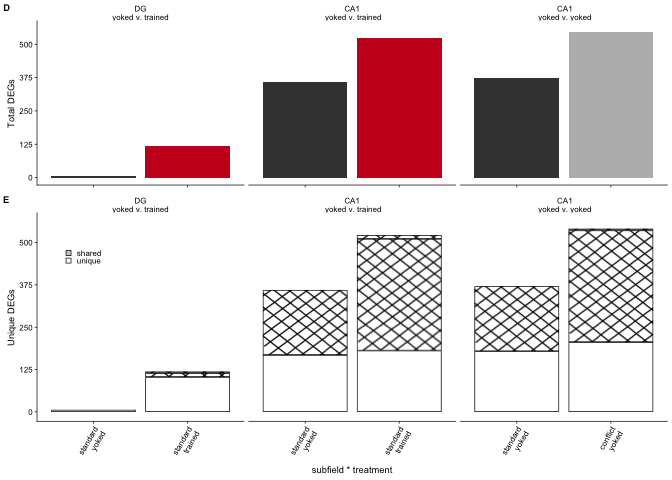 D
DG
yoked v. trained
CA1
yoked v. trained
CA1
yoked v. yoked
Total DEGs
500
375
250
125
0
E
DG
yoked v. trained
CA1
yoked v. trained
CA1
yoked v. yoked
Unique DEGs
500
375
250
125
0
shared
unique
standard
yoked
standard
trained
standard
yoked
standard
trained
standard
yoked
conflict
yoked
subfield * treatment